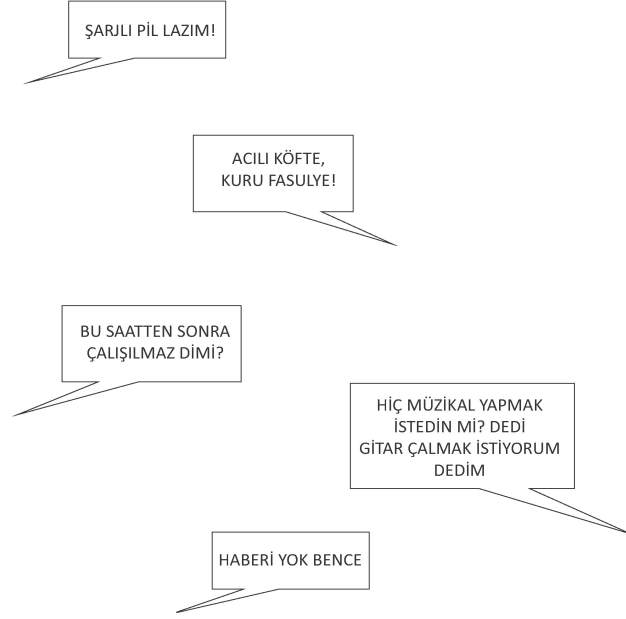 ŞARJLI PİL LAZIM!
ACILI KÖFTE,
KURU FASULYE!
BU SAATTEN SONRA
ÇALIŞILMAZ DİMİ?
HİÇ MÜZİKAL YAPMAK
İSTEDİN Mİ? DEDİ
GİTAR ÇALMAK İSTİYORUM
DEDİM
HABERİ YOK BENCE